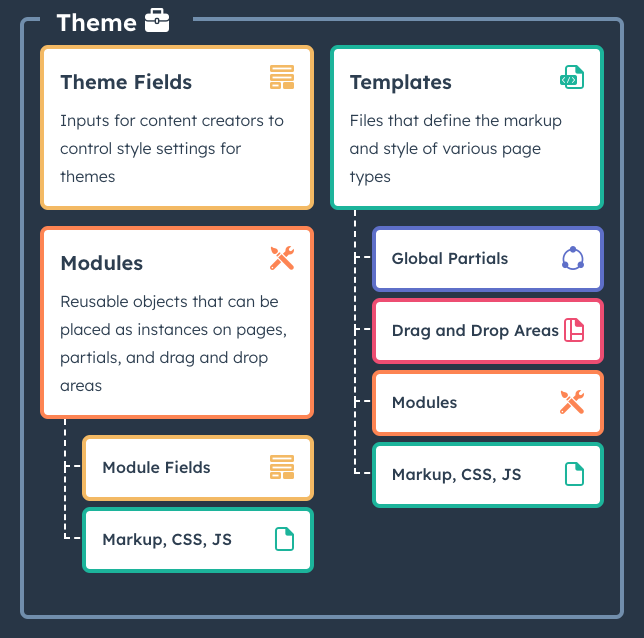 Theme
Theme Fields
Inputs for content creators to
control style settings for
themes
Modules
Reusable objects that can be
placed as instances on pages,
partials, and drag and drop
areas
Module Fields
Markup, CSS, JS
Templates
Files that define the markup
and style of various page
types
Global Partials
Drag and Drop Areas
Modules
Markup, CSS, JS